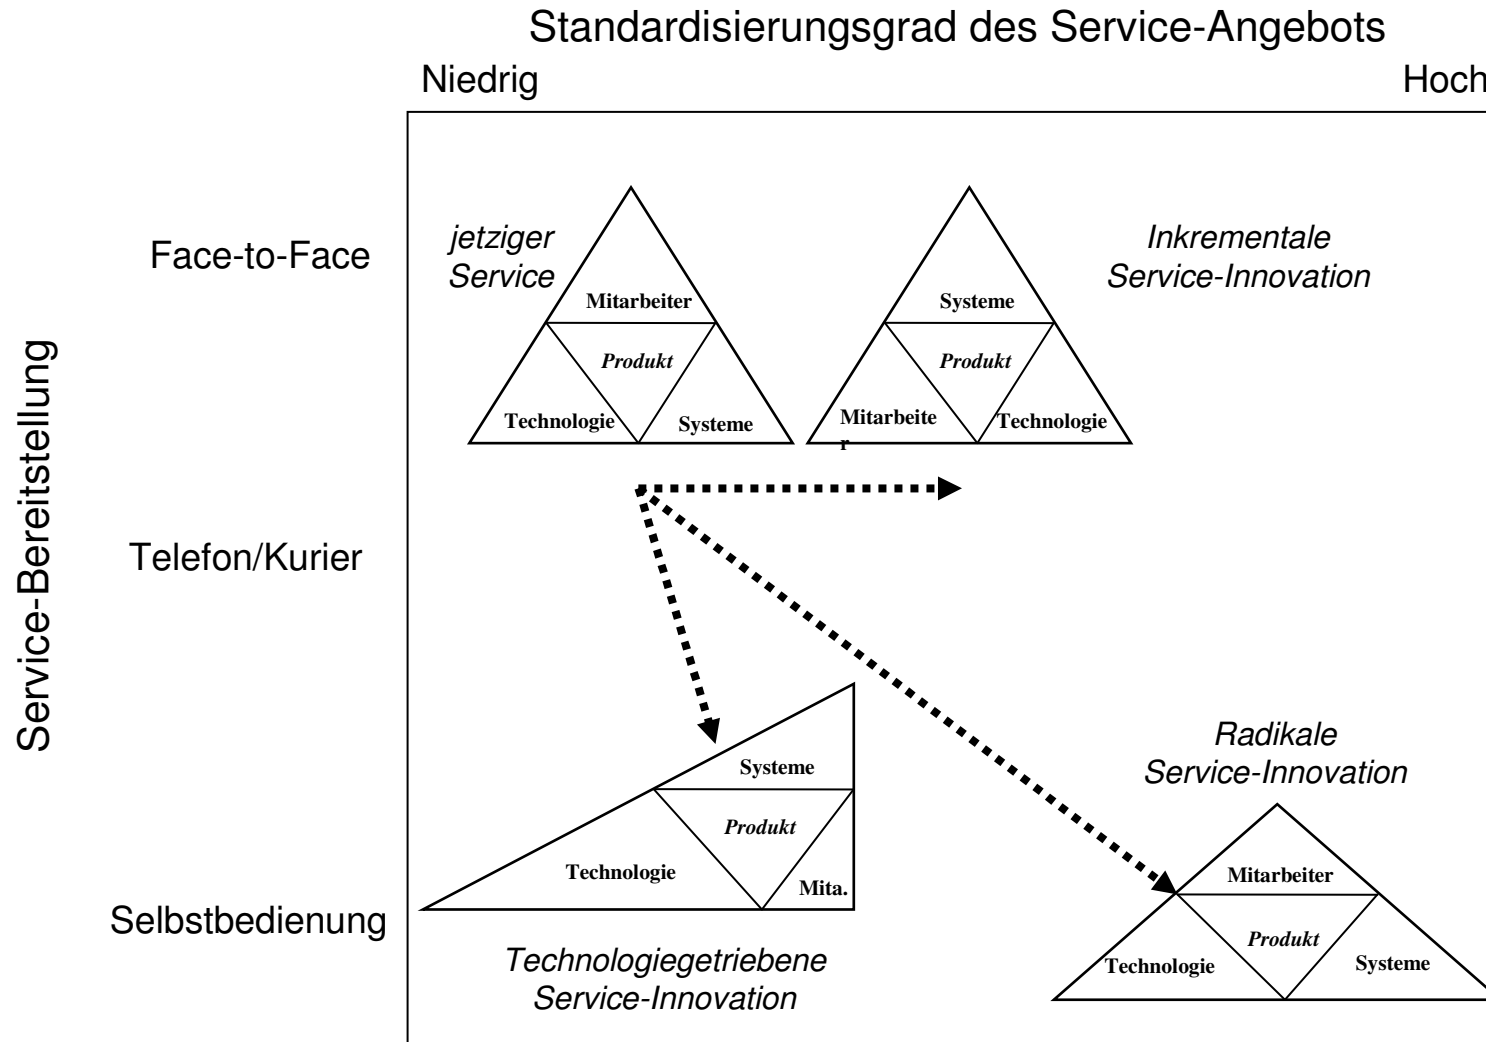 Standardisierungsgrad des Service-Angebots
Niedrig
Hoch
Service-Bereitstellung
Face-to-Face
jetziger
Service
Mitarbeiter
Produkt
Technologie
Systeme
Systeme
Produkt
Mitarbeite
r
Technologie
Inkrementale
Service-Innovation
Telefon/Kurier
Selbstbedienung
Systeme
Produkt
Technologie
Mita.
Technologiegetriebene
Service-Innovation
Radikale
Service-Innovation
Mitarbeiter
Produkt
Technologie
Systeme